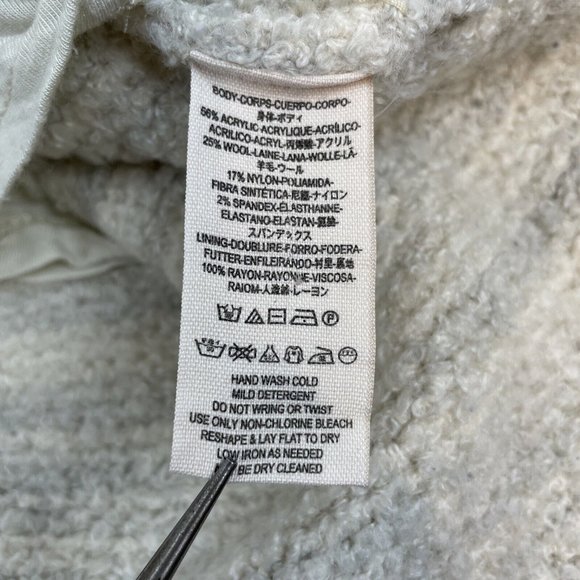 BODY-CORPS-CUERPO-CORPO-
身体-ボディ
56% ACRYLIC-ACRYLIQUE-ACRÍLICO-
ACRILICO-ACRYL-丙烯酸-アクリル
25% WOOL-LAINE-LANA-WOLLE-LÃ-
羊毛-ウール
17% NYLON-POLIAMIDA-
FIBRA SINTÉTICA-尼龍-ナイロン
2% SPANDEX-ÉLASTHANNE-
ELASTANO-ELASTAN-氨綸-
スパンデックス
LINING-DOUBLURE-FORRO-FODERA-
FUTTER-ENFILEIRANDO-衬里-裏地
100% RAYON-RAYONNE-VISCOSA-
RAIOM-人造絲-レーヨン
HAND WASH COLD
MILD DETERGENT
DO NOT WRING OR TWIST
USE ONLY NON-CHLORINE BLEACH
RESHAPE & LAY FLAT TO DRY
LOW IRON AS NEEDED
BE DRY CLEANED